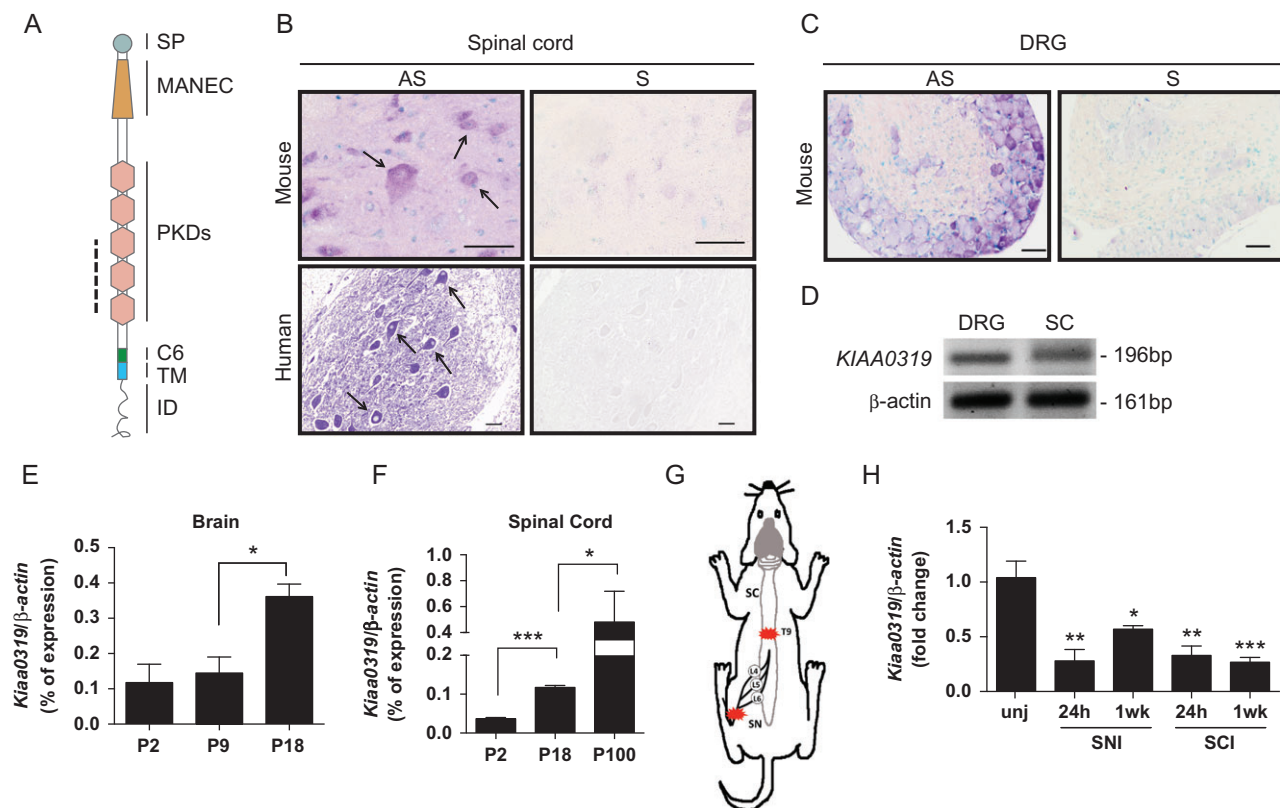 A
SP
MANEC
PKDs
C6
TM
ID
B
Spinal cord
AS
S
Mouse
Human
C
DRG
AS
S
Mouse
D
DRG
SC
KIAA0319
- 196bp
β-actin
- 161bp
E
Brain
Kiaa0319/β-actin
(% of expression)
0.5
0.4
0.3
0.2
0.1
0.0
*
P2
P9
P18
F
Spinal Cord
Kiaa0319/β-actin
(% of expression)
1.0
0.8
0.6
0.4
0.1
0.0
***
*
P2
P18
P100
G
SC
T9
L4
L5
L6
SN
H
Kiaa0319/β-actin
(fold change)
1.5
1.0
0.5
0.0
**
*
**
***
unj
24h
1wk
24h
1wk
SNI
SCI